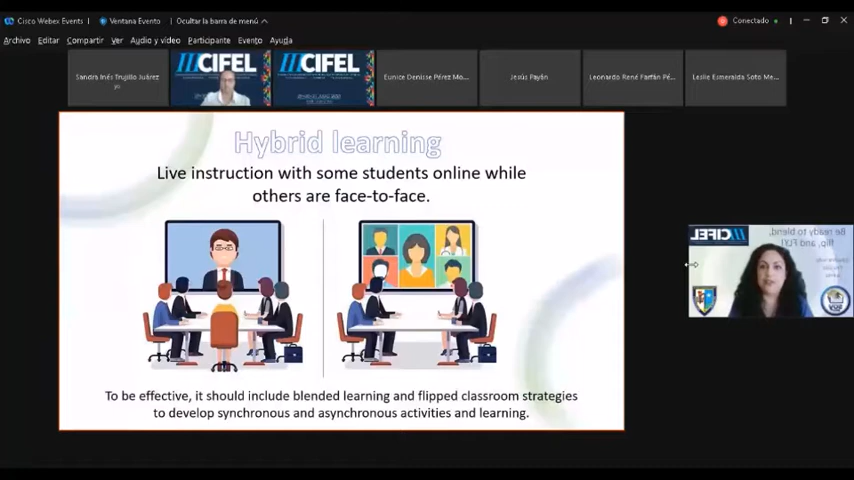 Cisco Webex Events
Ventana Evento
Ocultar la barra de menú
Conectado
Archivo Editar Compartir Ver Audio y video Participante Evento Ayuda
Sandra Inés Trujillo Juárez
yo
CIFEL
CIFEL
Eunice Denisse Pérez Mo...
Jesús Payán
Leonardo René Farfán Pé...
Leslie Esmeralda Soto Me...
Hybrid learning
Live instruction with some students online while
others are face-to-face.
To be effective, it should include blended learning and flipped classroom strategies
to develop synchronous and asynchronous activities and learning.
CIFEL
Be ready to blend,
flip, and FLY!